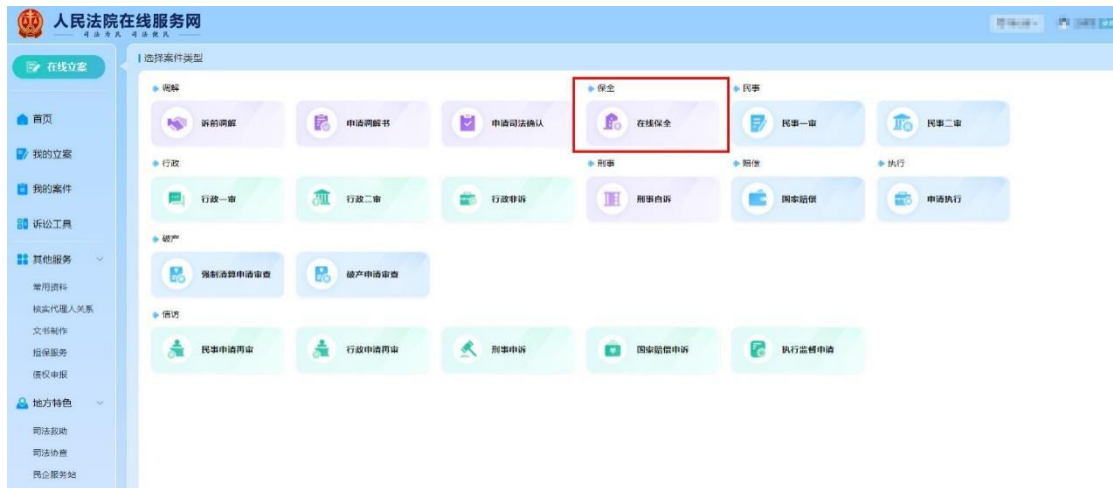 人民法院在线服务网
司法为民 司法便民
在线立案
首页
我的立案
我的案件
诉讼工具
其他服务
常用资料
核实代理人关系
文书制作
担保服务
债权申报
地方特色
司法救助
司法协查
民企服务站
选择案件类型
调解
诉前调解
申请调解书
申请司法确认
保全
在线保全
民事
民事一审
民事二审
行政
行政一审
行政二审
行政非诉
刑事
刑事自诉
赔偿
国家赔偿
执行
申请执行
破产
强制清算申请审查
破产申请审查
信访
民事申请再审
行政申请再审
刑事申诉
国家赔偿申诉
执行监督申请